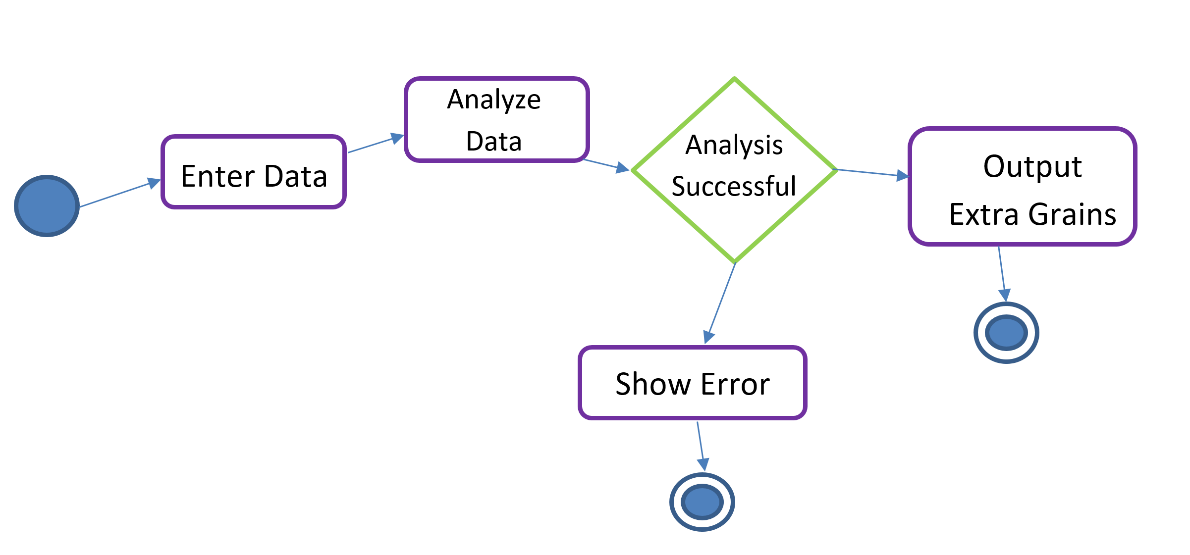 Enter Data
Analyze
Data
Analysis
Successful
Output
Extra Grains
Show Error